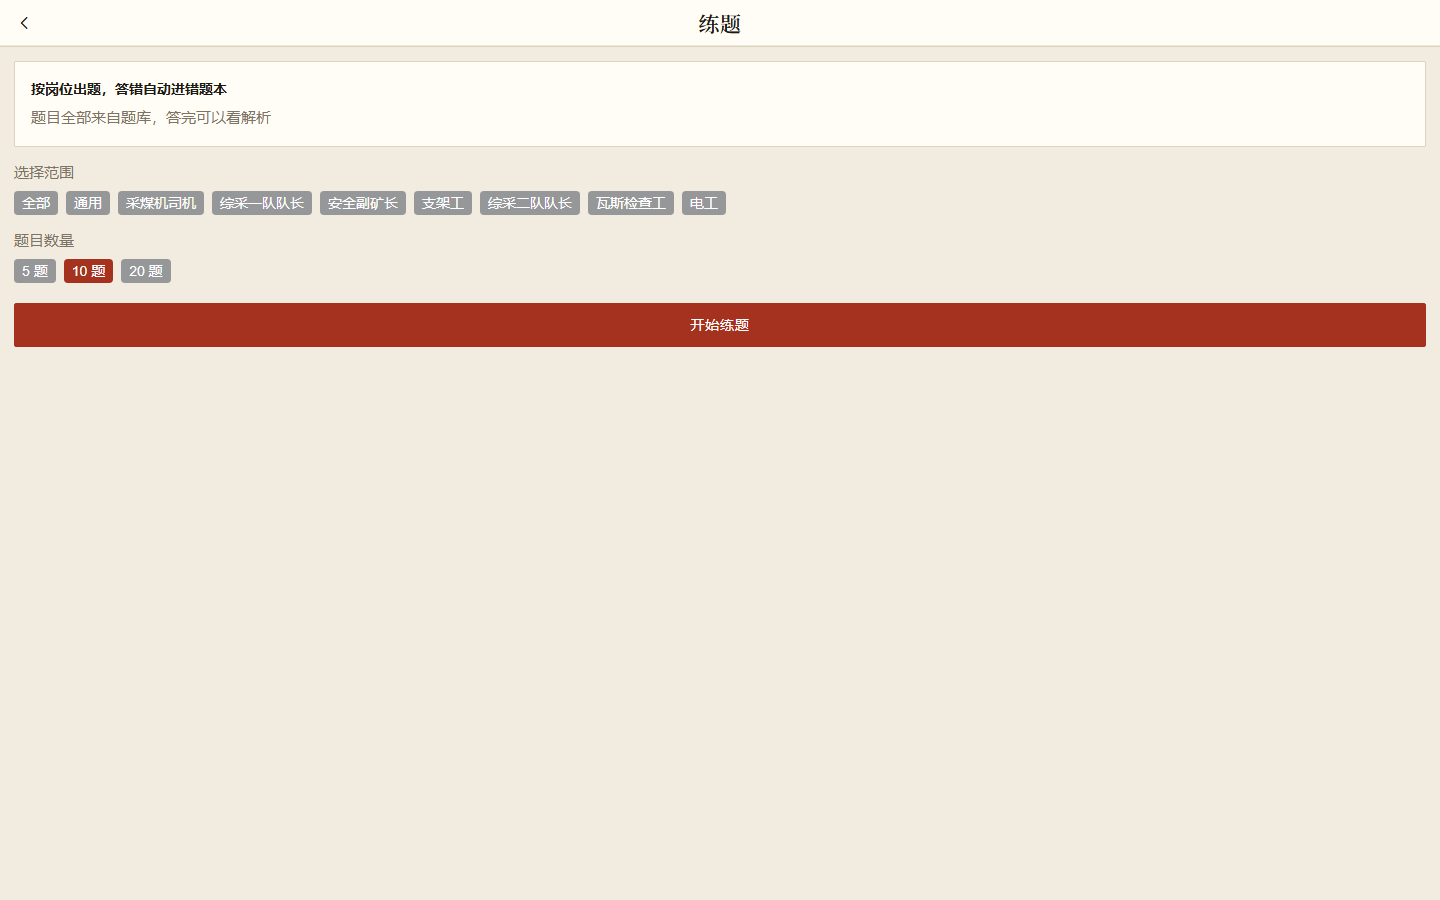 练题
按岗位出题，答错自动进错题本
题目全部来自题库，答完可以看解析
选择范围
全部 通用 采煤机司机 综采一队队长 安全副矿长 支架工 综采二队队长 瓦斯检查工 电工
题目数量
5 题 10 题 20 题
开始练题